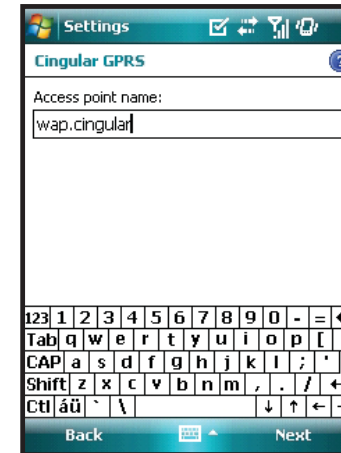 Settings
Cingular GPRS
?
Access point name:
wap.cingular
123 1 2 3 4 5 6 7 8 9 0 - =
Tab q w e r t y u i o p [
CAP a s d f g h j k l ; '
Shift z x c v b n m , . /
Ctl áü ` \ ↓ ↑ ←
Back Next